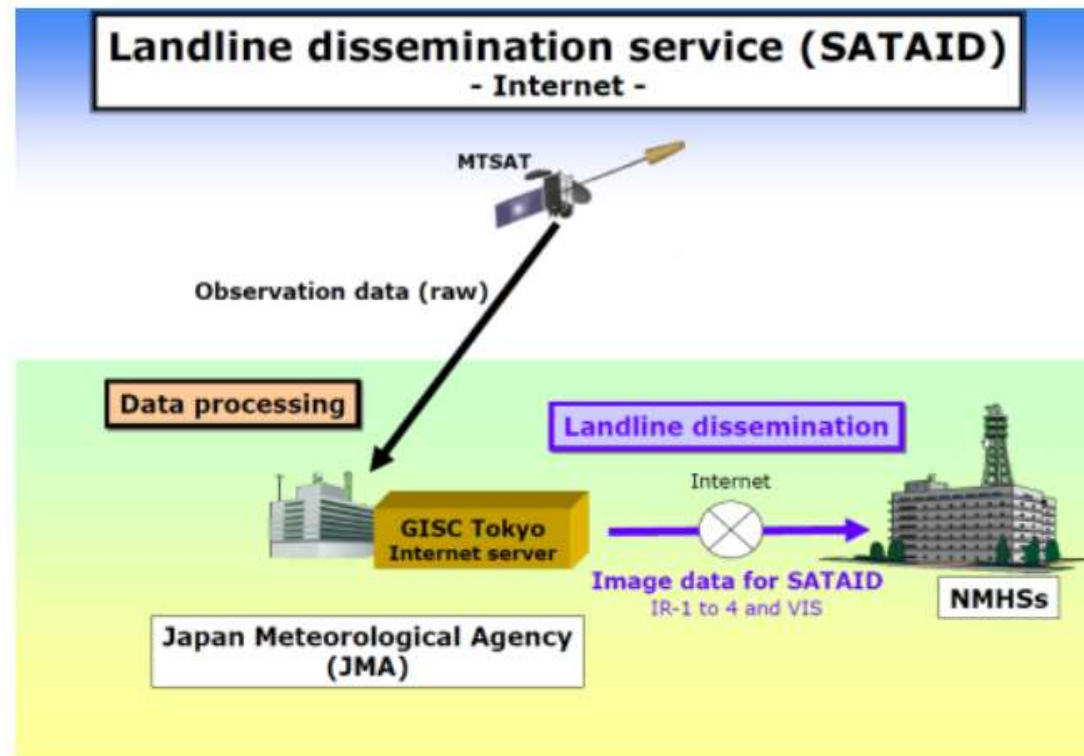 Landline dissemination service (SATAID)
- Internet -
MTSAT
Observation data (raw)
Data processing
Landline dissemination
Internet
GISC Tokyo
Internet server
Image data for SATAID
IR-1 to 4 and VIS
NMHSs
Japan Meteorological Agency
(JMA)